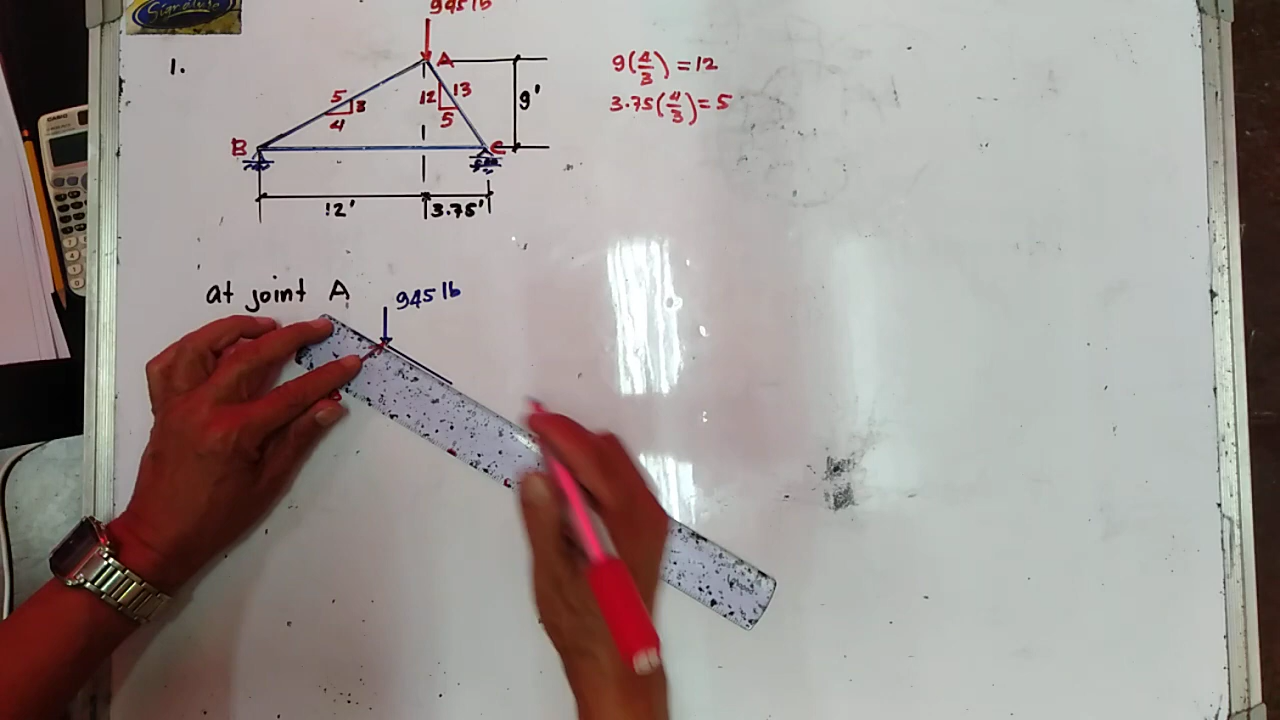 Signature
945 lb
1.
A
9(4/3) = 12
5
3
4
12
13
5
9'
3.75(4/3) = 5
B
C
12'
3.75'
at joint A
945 lb